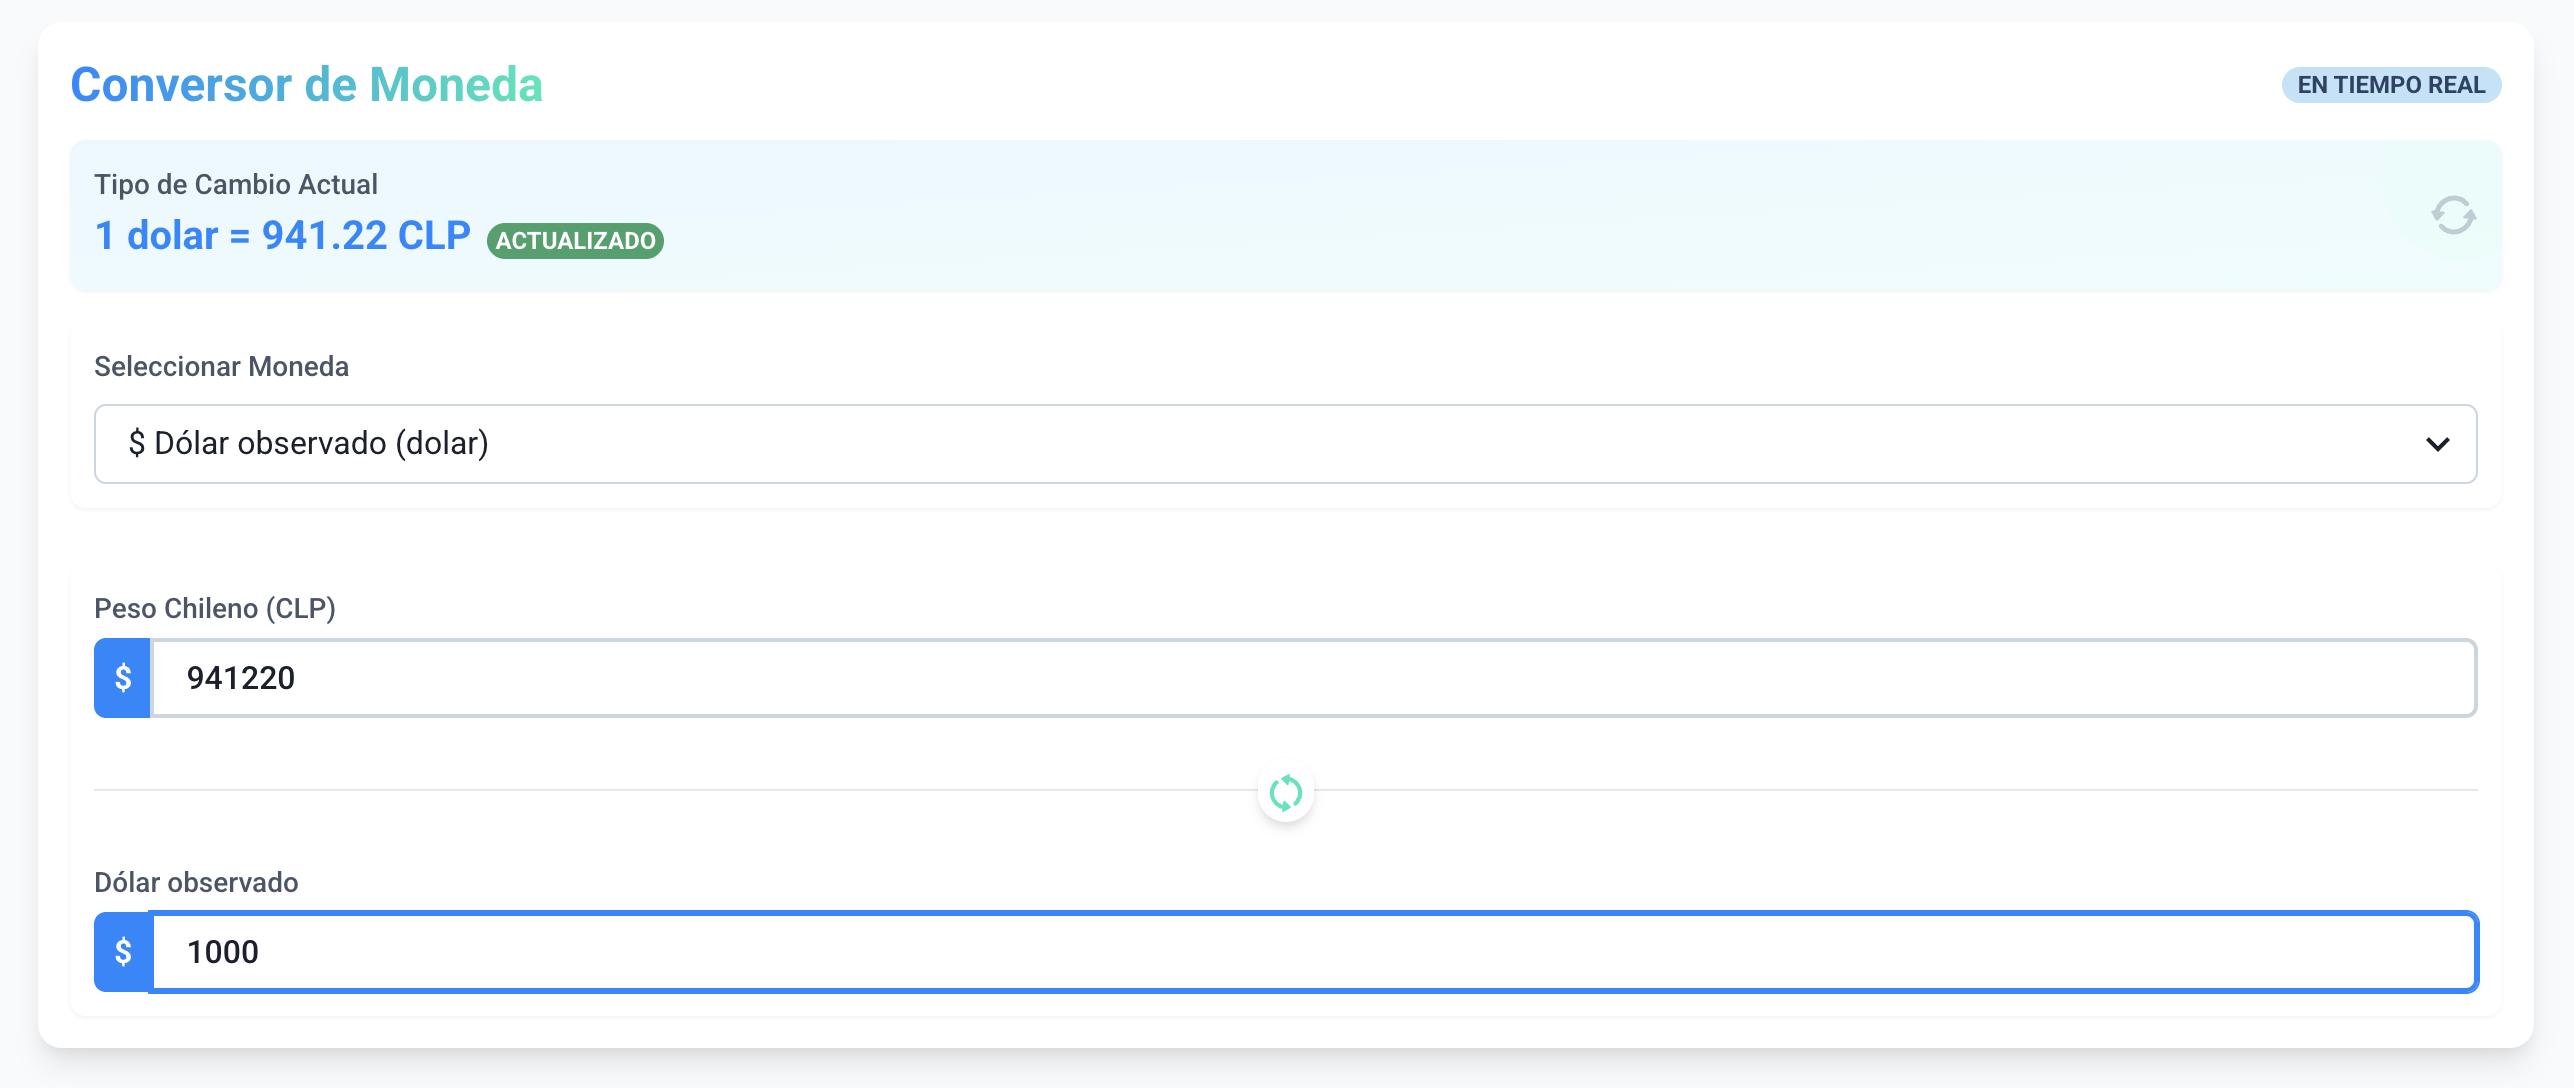 Conversor de Moneda
EN TIEMPO REAL
Tipo de Cambio Actual
1 dolar = 941.22 CLP ACTUALIZADO
Seleccionar Moneda
$ Dólar observado (dolar)
Peso Chileno (CLP)
$ 941220
Dólar observado
$ 1000